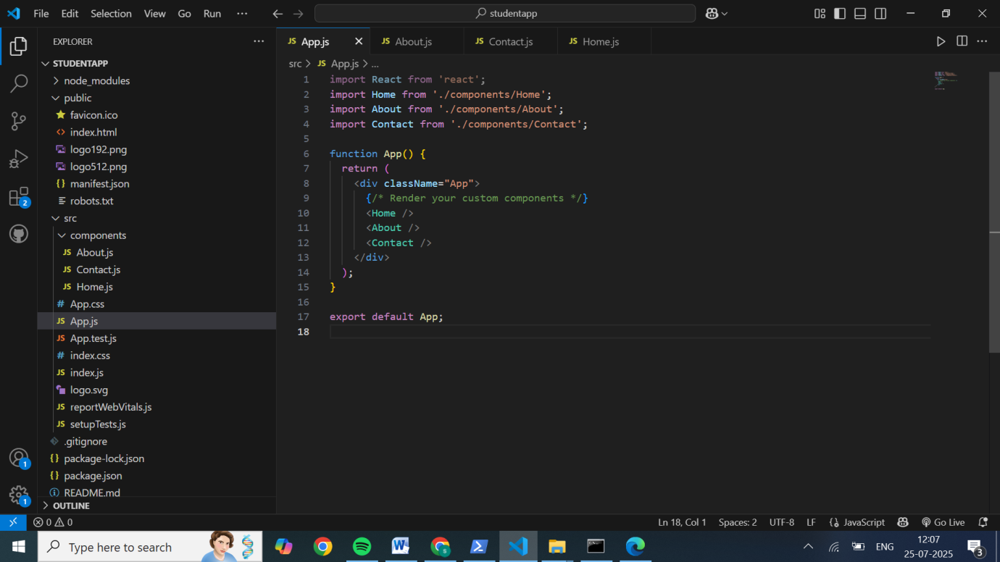 File Edit Selection View Go Run ··· studentapp
EXPLORER ···
STUDENTAPP
node_modules
public
favicon.ico
index.html
logo192.png
logo512.png
manifest.json
robots.txt
src
components
About.js
Contact.js
Home.js
App.css
App.js
App.test.js
index.css
index.js
logo.svg
reportWebVitals.js
setupTests.js
.gitignore
package-lock.json
package.json
README.md
OUTLINE
2
1
1
JS App.js JS About.js JS Contact.js JS Home.js
src > JS App.js > ...
1 import React from 'react';
2 import Home from './components/Home';
3 import About from './components/About';
4 import Contact from './components/Contact';
5
6 function App() {
7 return (
8 <div className="App">
9 {/* Render your custom components */}
10 <Home />
11 <About />
12 <Contact />
13 </div>
14 );
15 }
16
17 export default App;
18
0 0 Ln 18, Col 1 Spaces: 2 UTF-8 LF {} JavaScript Go Live
Type here to search ENG 12:07
25-07-2025 3